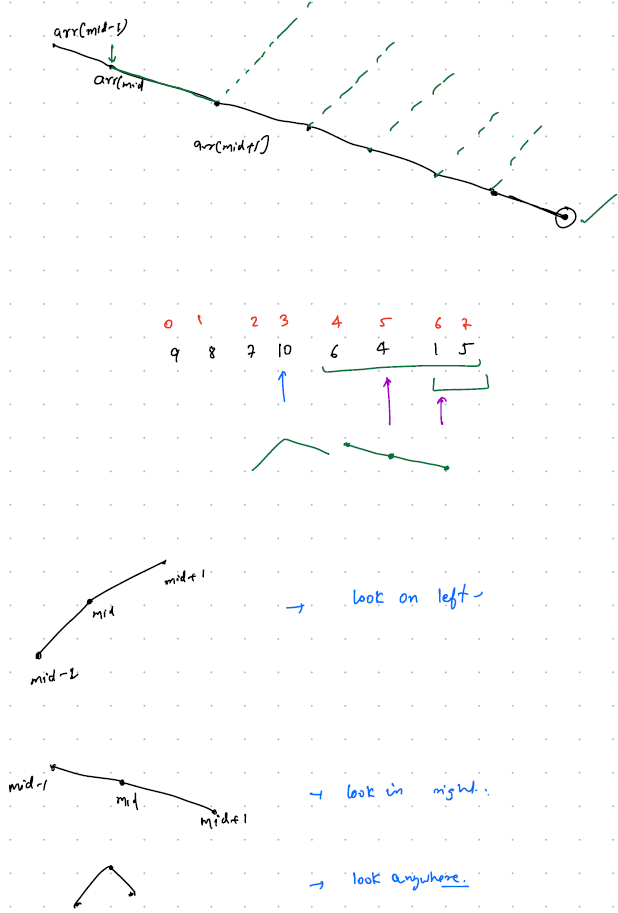 arr(mid-1)
arr(mid
arr(mid+1]
0 1 2 3 4 5 6 7
9 8 7 10 6 4 1 5
mid+1
mid
mid-1
→ look on left
mid-1
mid
mid+1
→ look in right.
→ look anywhere.